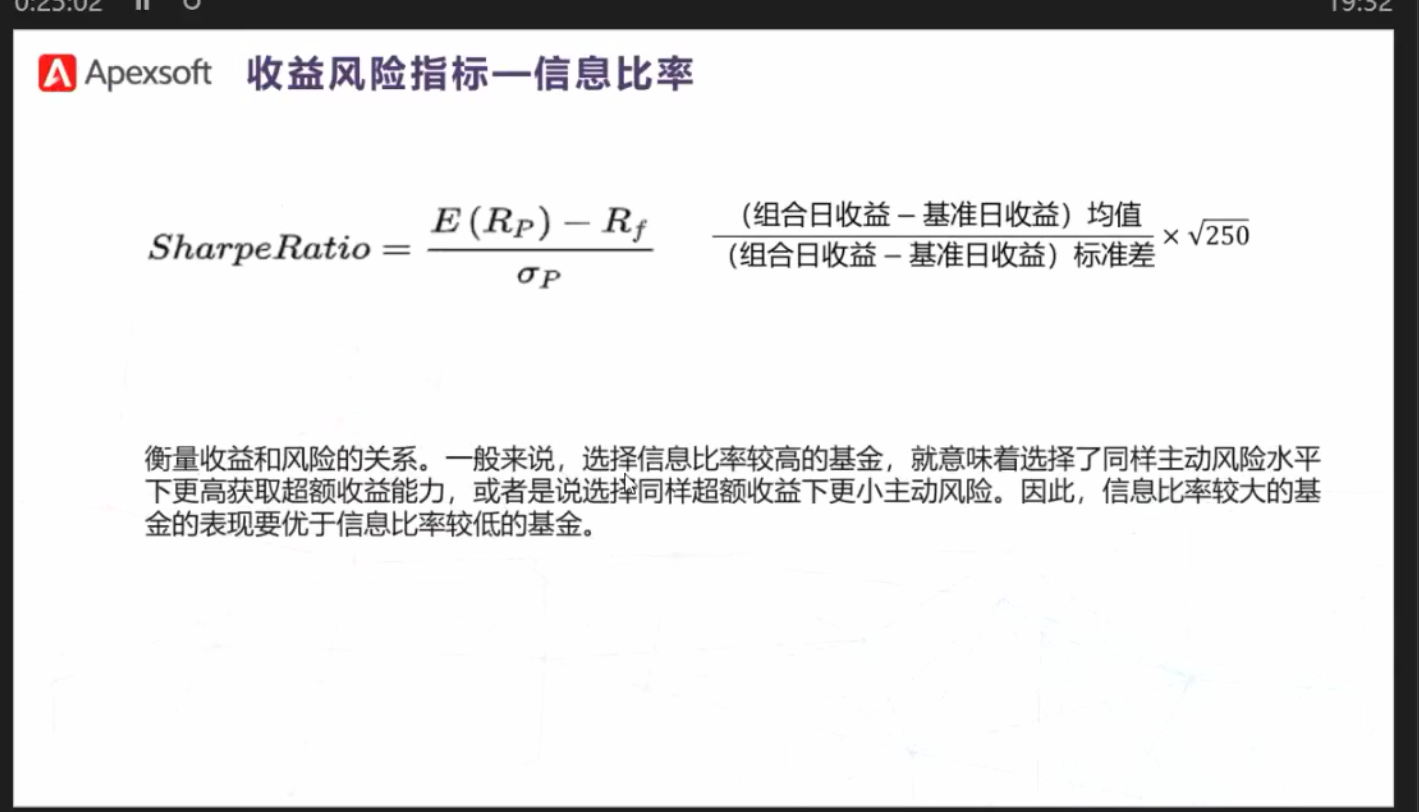 0:25:02
19:52
Apexsoft 收益风险指标—信息比率
SharpeRatio = E(R_P) − R_f / σ_P
（组合日收益 – 基准日收益）均值
（组合日收益 – 基准日收益）标准差 × √250
衡量收益和风险的关系。一般来说，选择信息比率较高的基金，就意味着选择了同样主动风险水平
下更高获取超额收益能力，或者是说选择同样超额收益下更小主动风险。因此，信息比率较大的基
金的表现要优于信息比率较低的基金。